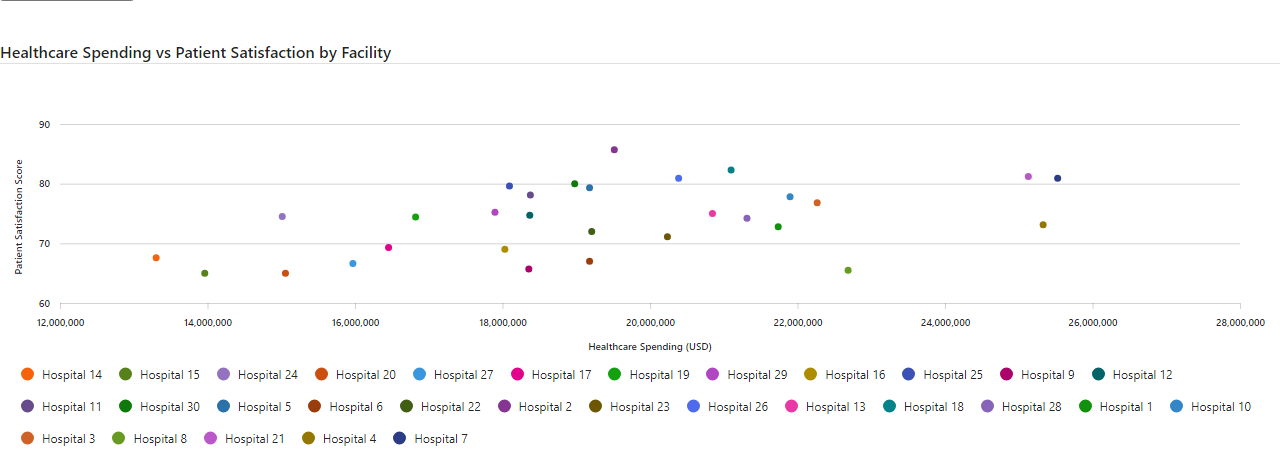 Healthcare Spending vs Patient Satisfaction by Facility
90
80
70
60
Patient Satisfaction Score
12,000,000 14,000,000 16,000,000 18,000,000 20,000,000 22,000,000 24,000,000 26,000,000 28,000,000
Healthcare Spending (USD)
Hospital 14 Hospital 15 Hospital 24 Hospital 20 Hospital 27 Hospital 17 Hospital 19 Hospital 29 Hospital 16 Hospital 25 Hospital 9 Hospital 12
Hospital 11 Hospital 30 Hospital 5 Hospital 6 Hospital 22 Hospital 2 Hospital 23 Hospital 26 Hospital 13 Hospital 18 Hospital 28 Hospital 1 Hospital 10
Hospital 3 Hospital 8 Hospital 21 Hospital 4 Hospital 7